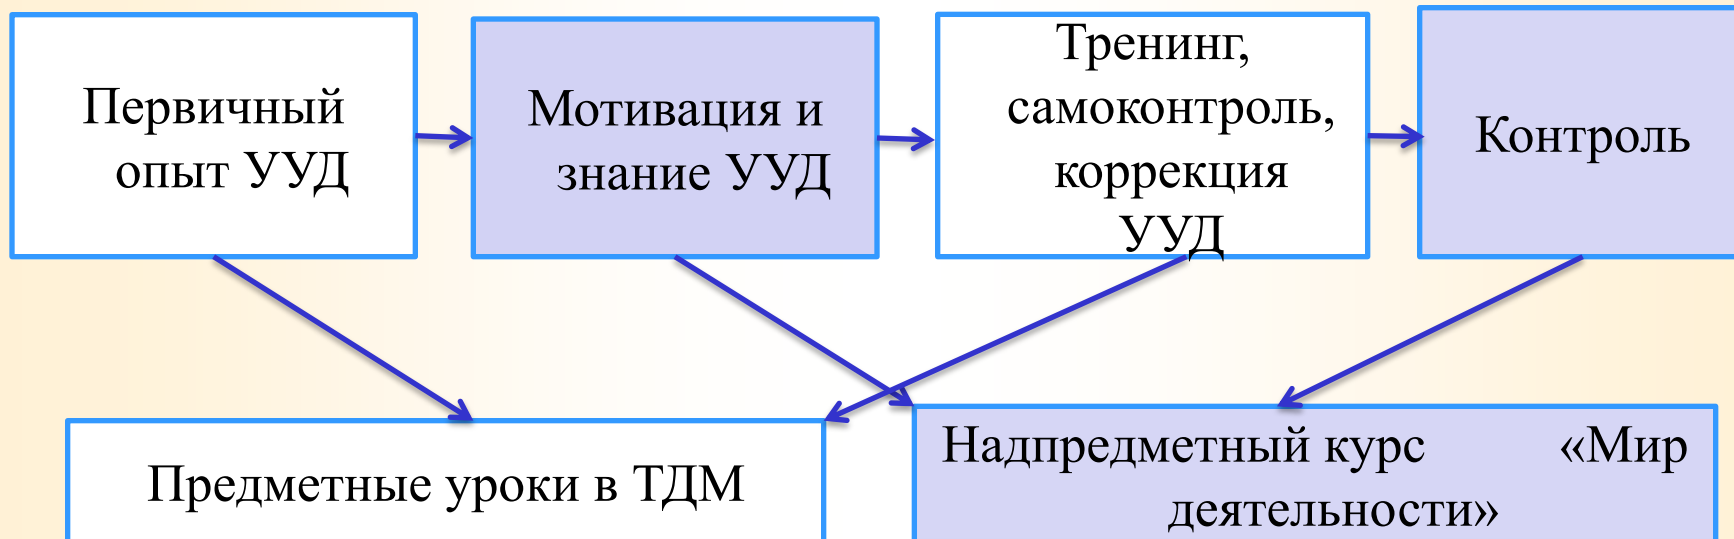 Первичный
опыт УУД
Мотивация и
знание УУД
Тренинг,
самоконтроль,
коррекция
УУД
Контроль
Предметные уроки в ТДМ
Надпредметный курс «Мир
деятельности»